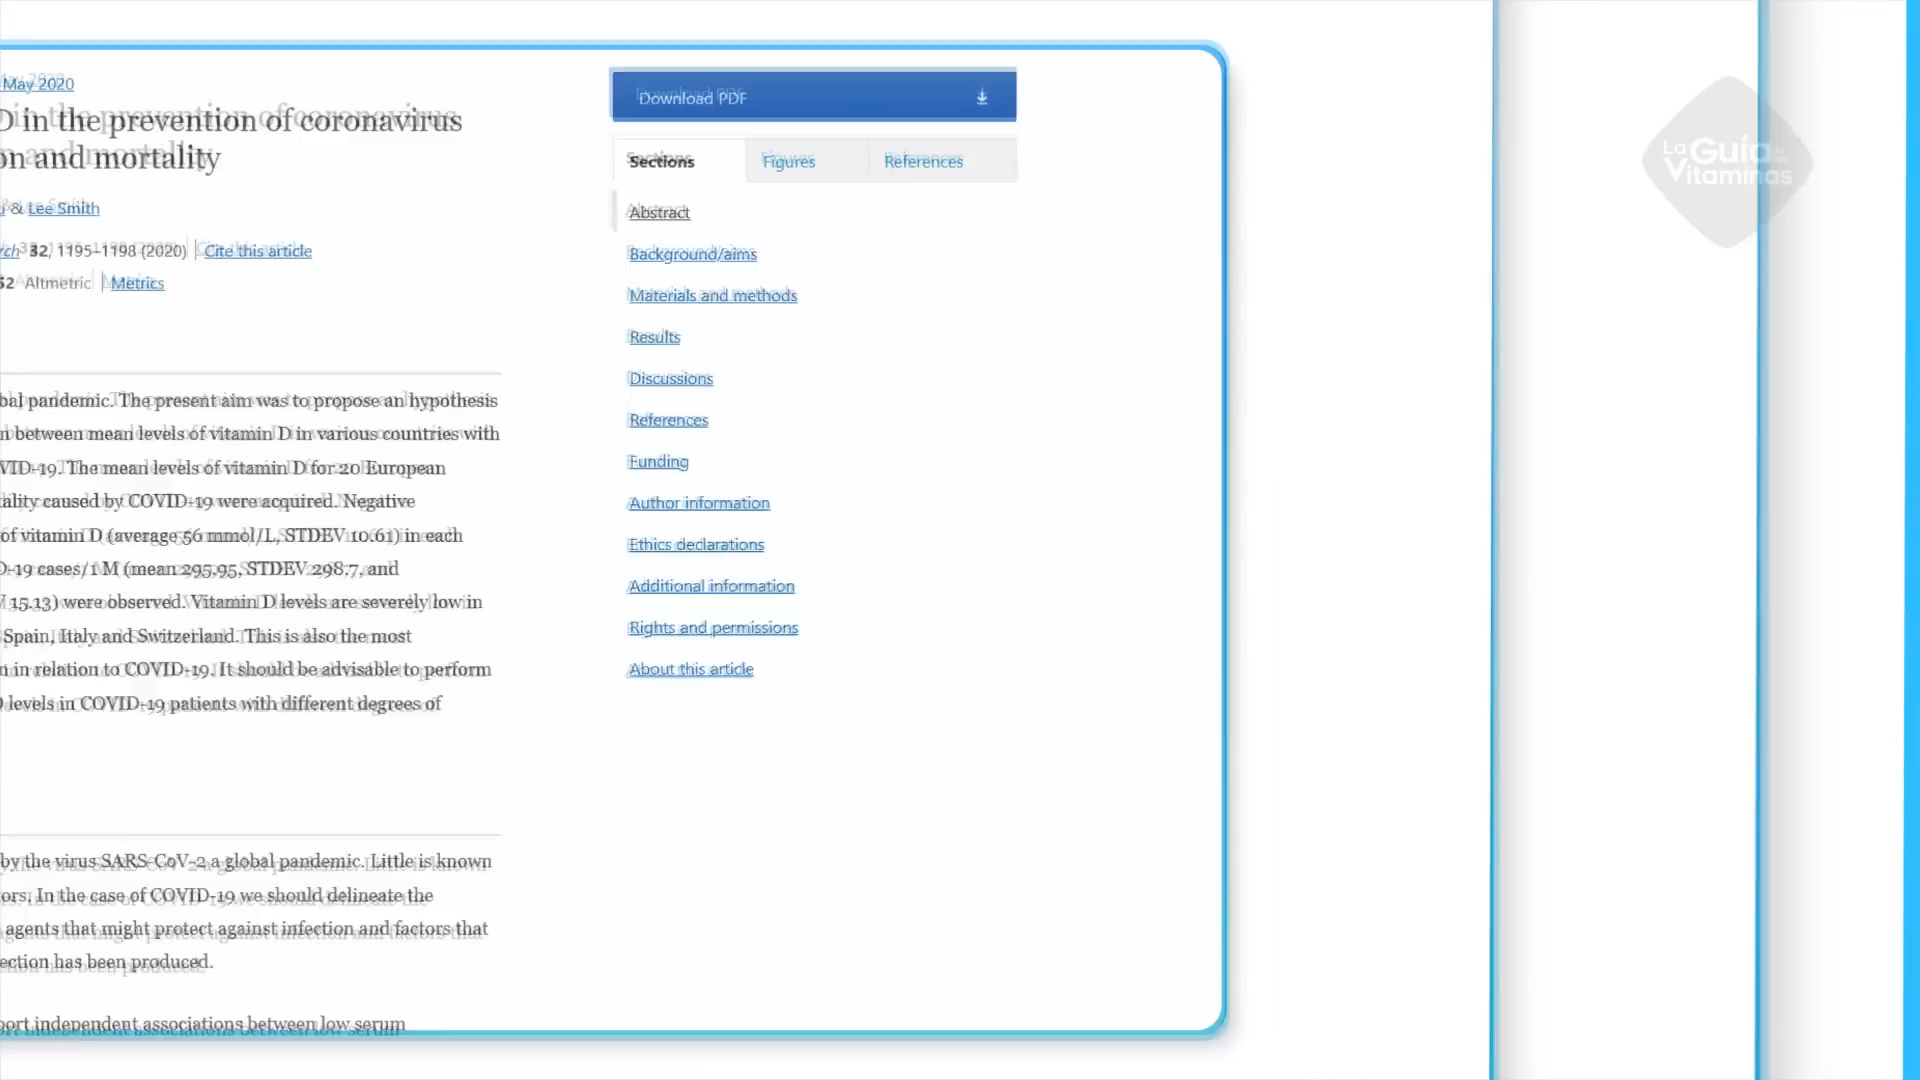 May 2020
D in the prevention of coronavirus
on and mortality
& Lee Smith
32, 1195–1198 (2020) Cite this article
52 Altmetric Metrics
bal pandemic. The present aim was to propose an hypothesis
n between mean levels of vitamin D in various countries with
VID-19. The mean levels of vitamin D for 20 European
ality caused by COVID-19 were acquired. Negative
of vitamin D (average 56 mmol/L, STDEV 10.61) in each
D-19 cases/1 M (mean 295.95, STDEV 298.7, and
15.13) were observed. Vitamin D levels are severely low in
Spain, Italy and Switzerland. This is also the most
n in relation to COVID-19. It should be advisable to perform
D levels in COVID-19 patients with different degrees of
by the virus SARS-CoV-2 a global pandemic. Little is known
ors. In the case of COVID-19 we should delineate the
agents that might protect against infection and factors that
ection has been produced.
port independent associations between low serum
Download PDF
Sections Figures References
Abstract
Background/aims
Materials and methods
Results
Discussions
References
Funding
Author information
Ethics declarations
Additional information
Rights and permissions
About this article
La Guía
Vitaminas